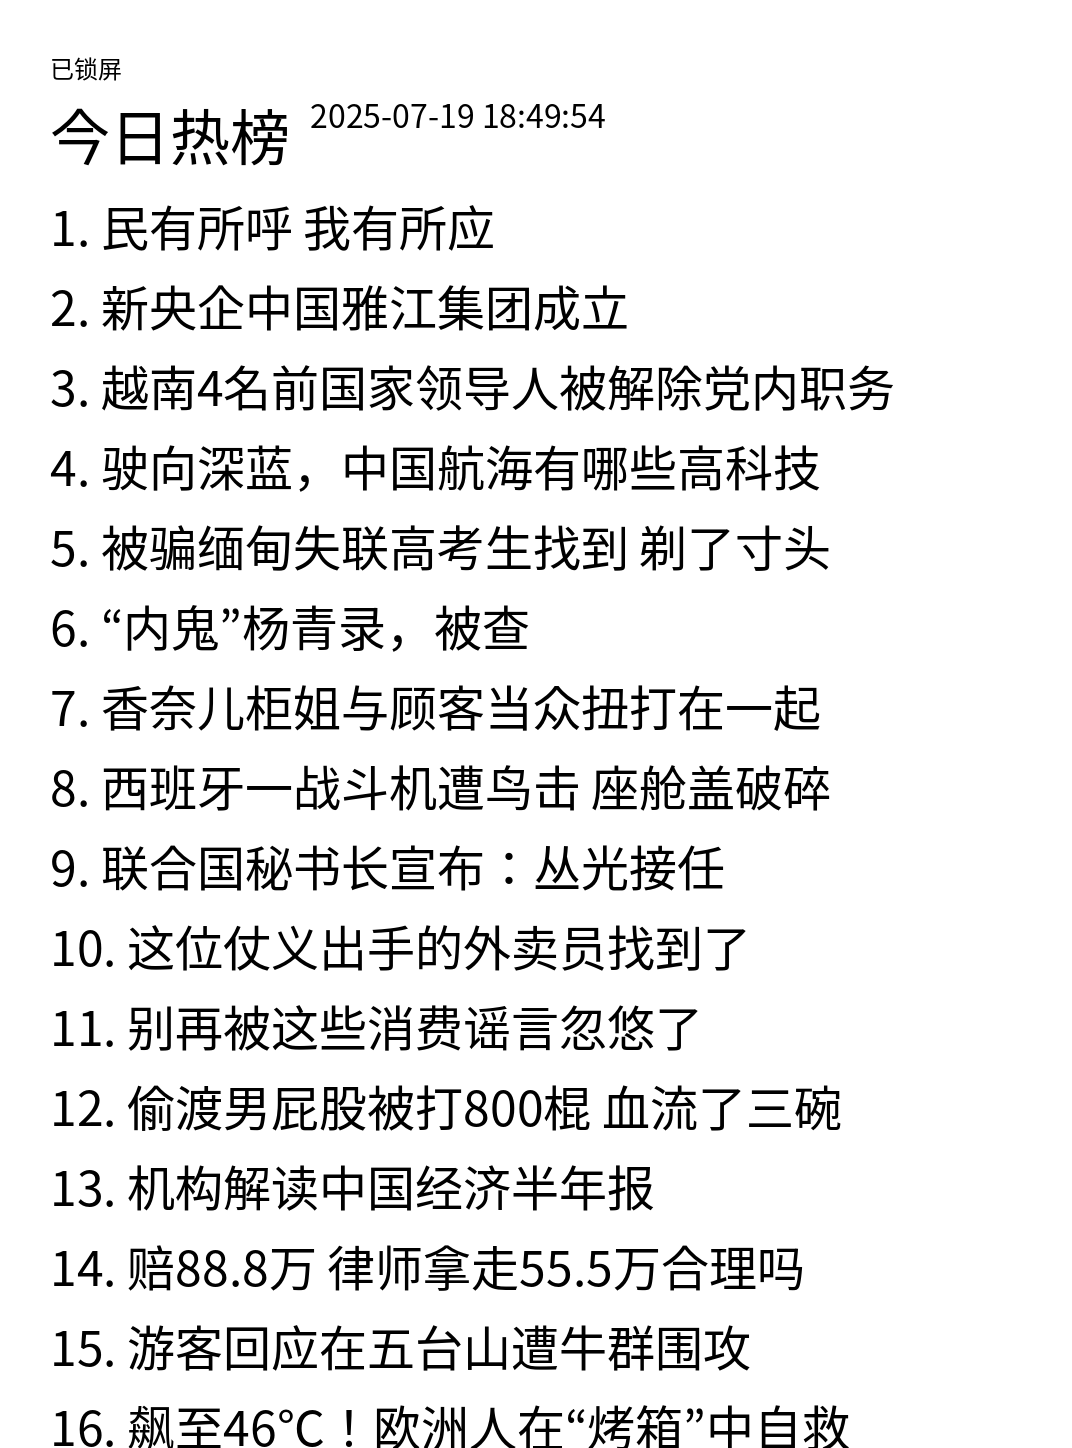 已锁屏
今日热榜 2025-07-19 18:49:54
1. 民有所呼 我有所应
2. 新央企中国雅江集团成立
3. 越南4名前国家领导人被解除党内职务
4. 驶向深蓝，中国航海有哪些高科技
5. 被骗缅甸失联高考生找到 剃了寸头
6. “内鬼”杨青录，被查
7. 香奈儿柜姐与顾客当众扭打在一起
8. 西班牙一战斗机遭鸟击 座舱盖破碎
9. 联合国秘书长宣布：丛光接任
10. 这位仗义出手的外卖员找到了
11. 别再被这些消费谣言忽悠了
12. 偷渡男屁股被打800棍 血流了三碗
13. 机构解读中国经济半年报
14. 赔88.8万 律师拿走55.5万合理吗
15. 游客回应在五台山遭牛群围攻
16. 飙至46℃！欧洲人在“烤箱”中自救